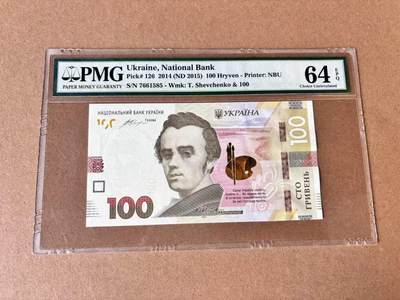 PMG
PAPER MONEY GUARANTY
Ukraine, National Bank
Pick# 126 2014 (ND 2015) 100 Hryven - Printer: NBU
S/N 7661585 - Wmk: T. Shevchenko & 100
64 EPQ
Choice Uncirculated
НАЦІОНАЛЬНИЙ БАНК УКРАЇНИ
УКРАЇНА
100
100
СТО
ГРИВЕНЬ